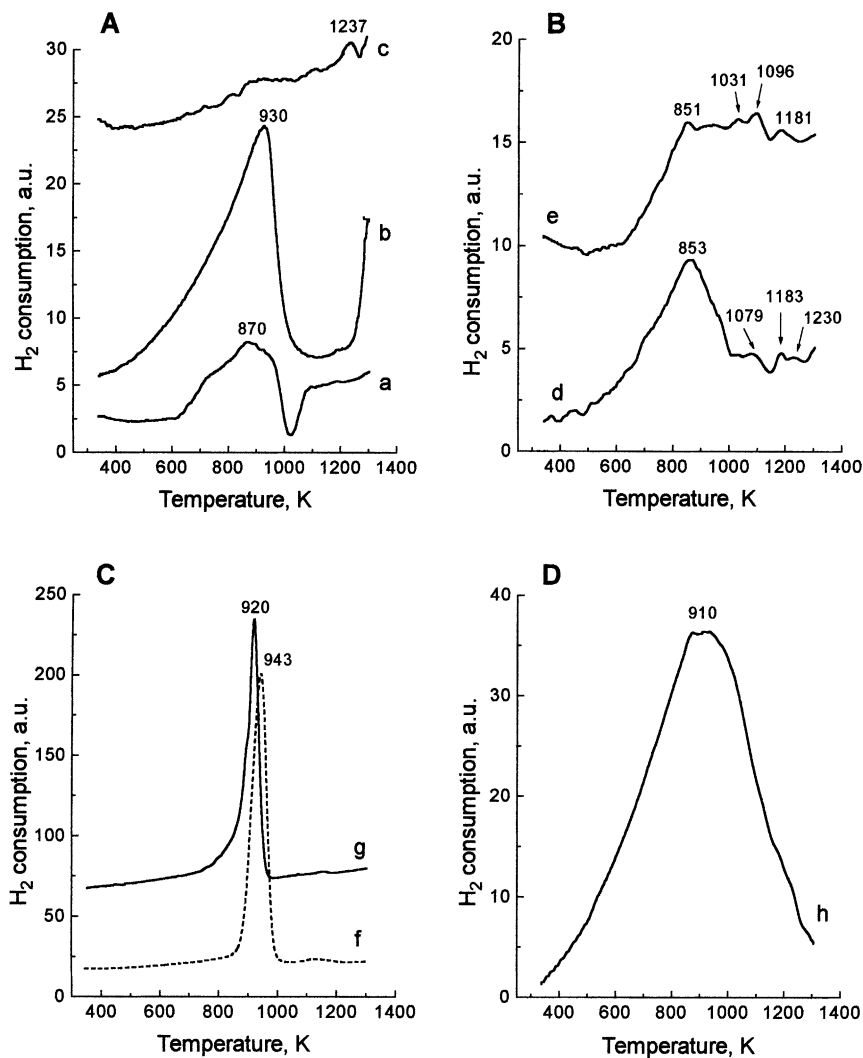 A
H2 consumption, a.u.
30
25
20
15
10
5
0
1237
c
930
b
870
a
400 600 800 1000 1200 1400
Temperature, K
B
H2 consumption, a.u.
20
15
10
5
0
1031 1096
851
1181
e
853
1079 1183 1230
d
400 600 800 1000 1200 1400
Temperature, K
C
H2 consumption, a.u.
250
200
150
100
50
0
920
943
g
f
400 600 800 1000 1200 1400
Temperature, K
D
H2 consumption, a.u.
40
30
20
10
0
910
h
400 600 800 1000 1200 1400
Temperature, K